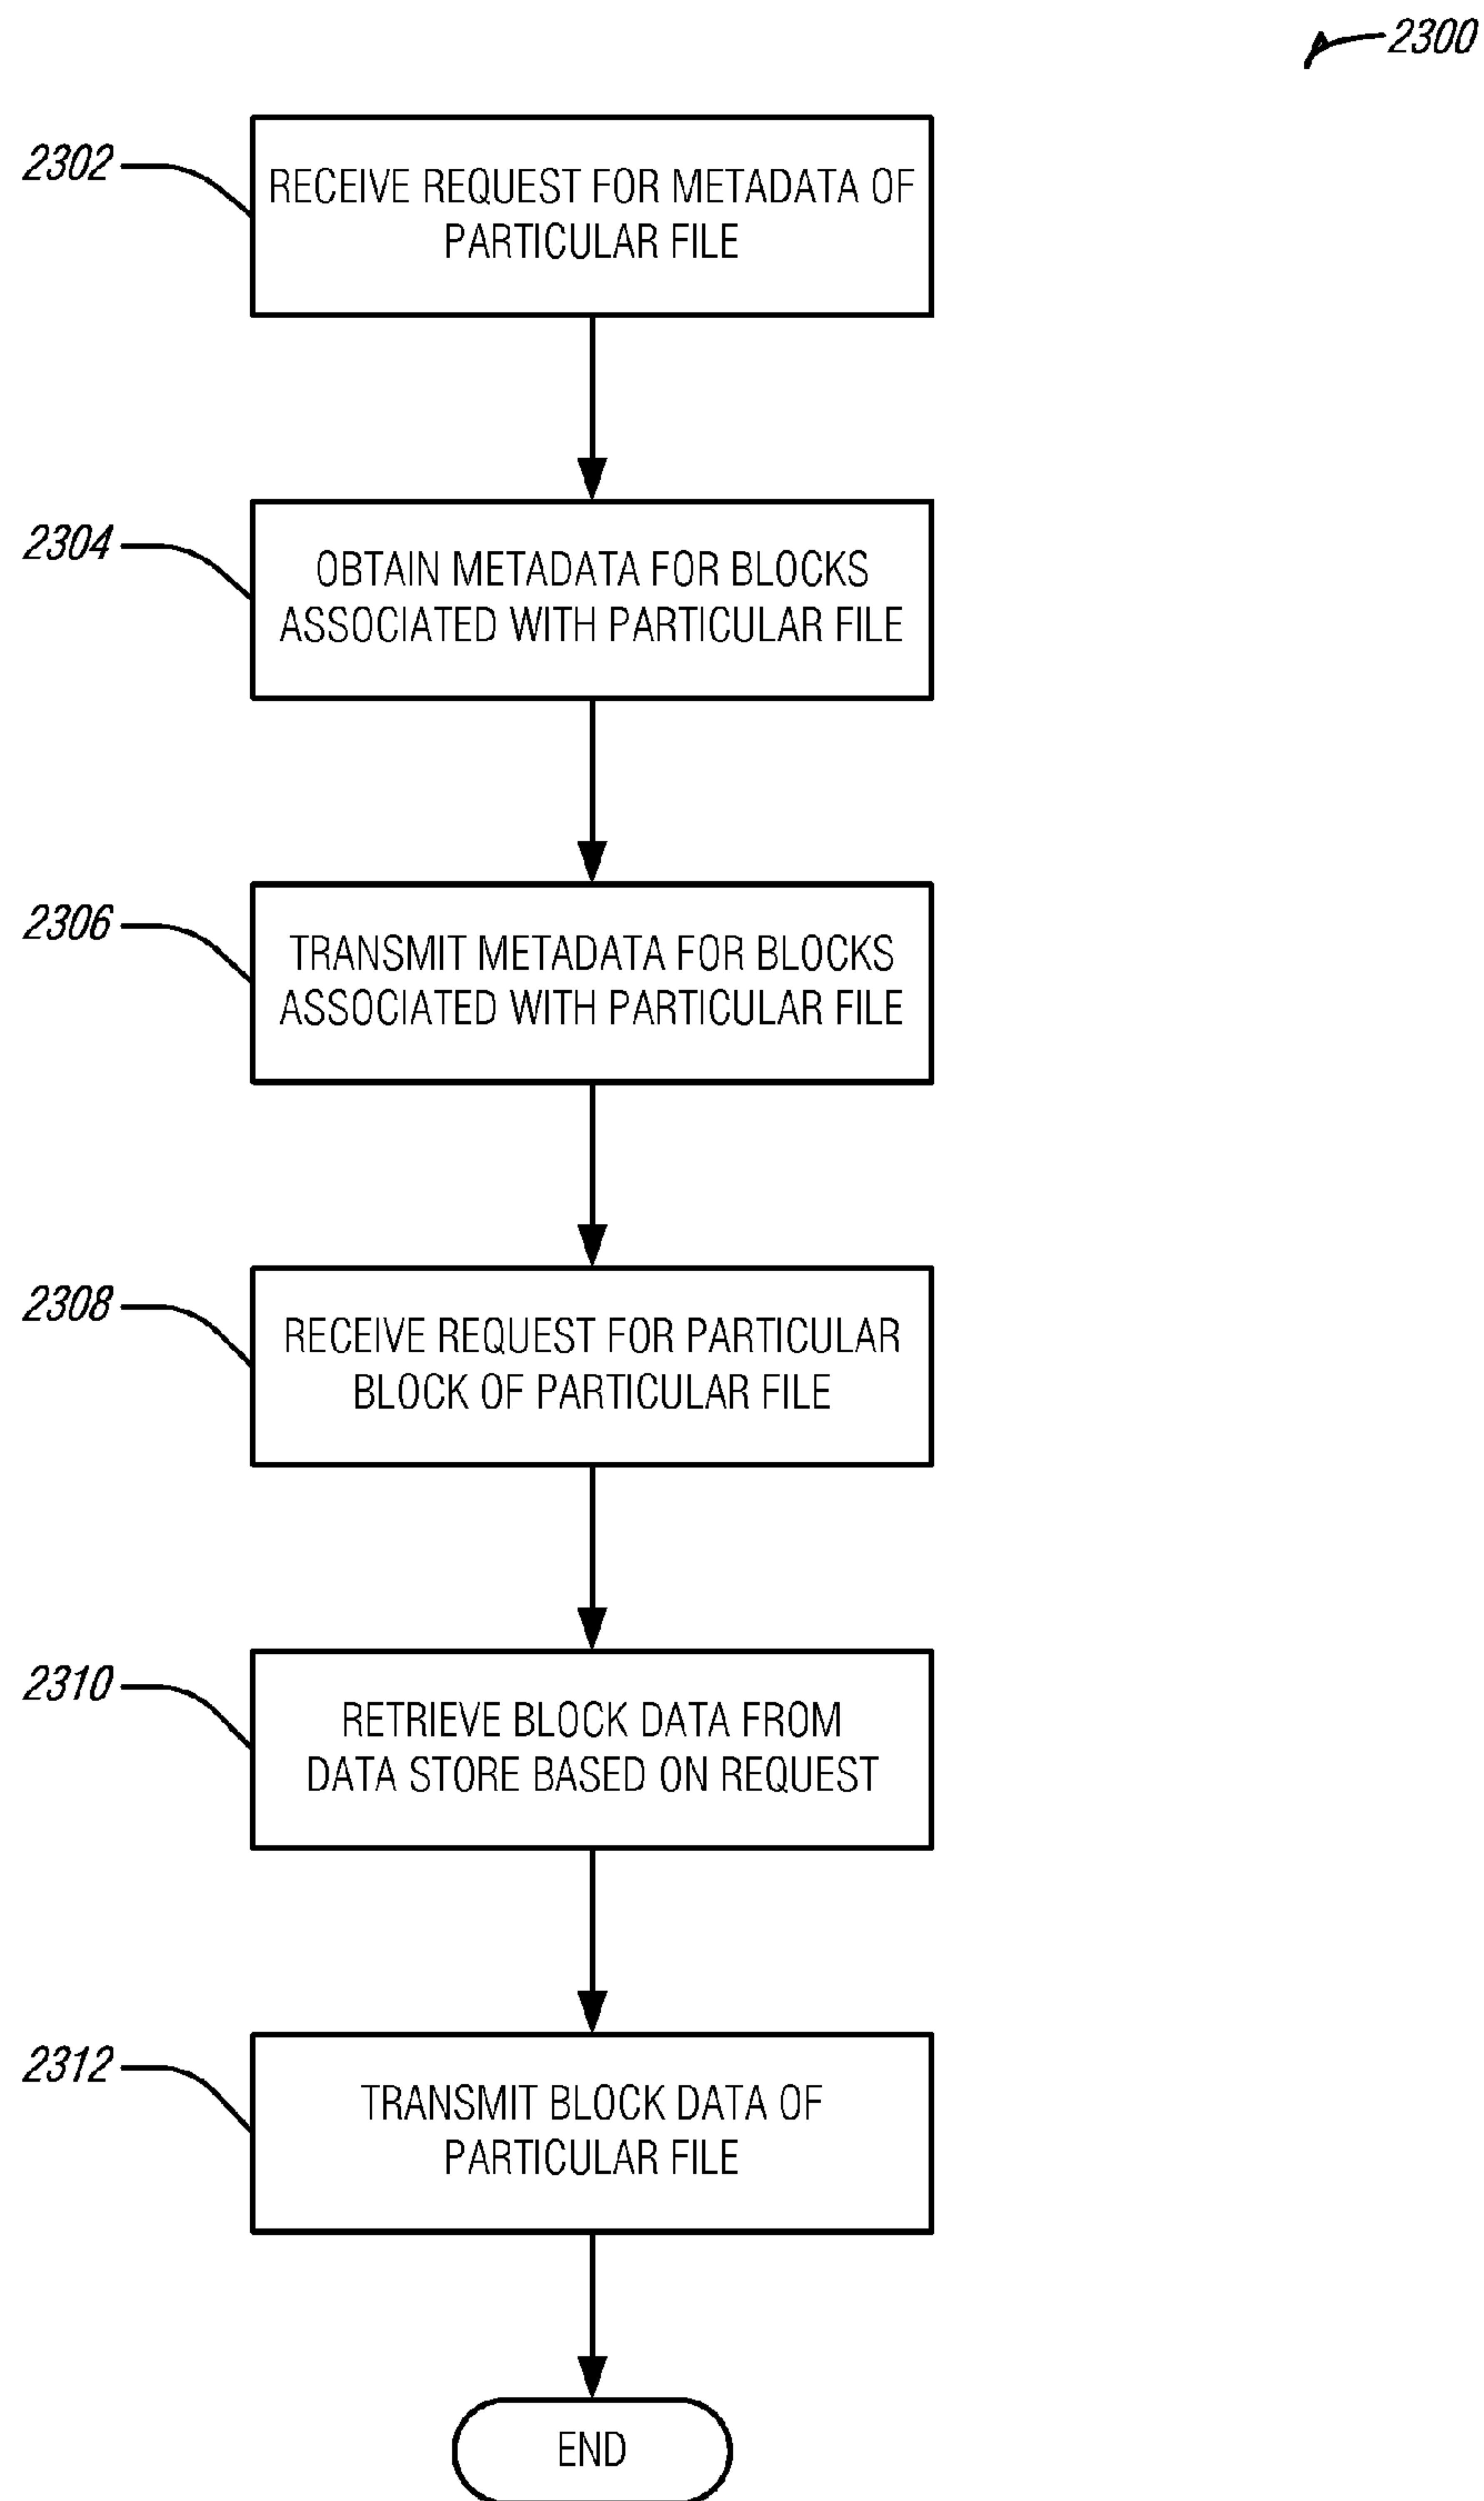 2300
2302
RECEIVE REQUEST FOR METADATA OF
PARTICULAR FILE
2304
OBTAIN METADATA FOR BLOCKS
ASSOCIATED WITH PARTICULAR FILE
2306
TRANSMIT METADATA FOR BLOCKS
ASSOCIATED WITH PARTICULAR FILE
2308
RECEIVE REQUEST FOR PARTICULAR
BLOCK OF PARTICULAR FILE
2310
RETRIEVE BLOCK DATA FROM
DATA STORE BASED ON REQUEST
2312
TRANSMIT BLOCK DATA OF
PARTICULAR FILE
END